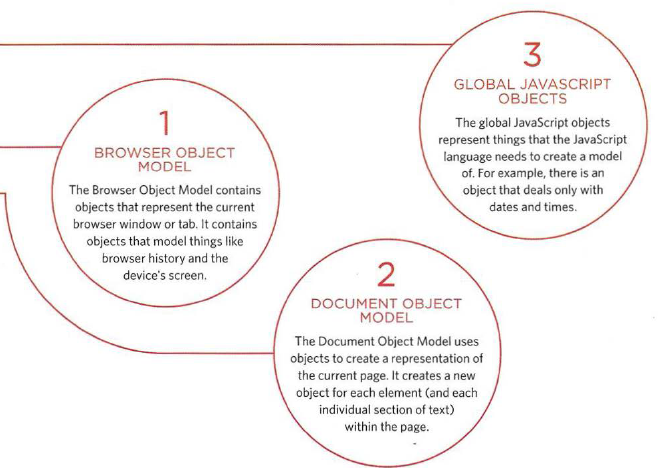 1
BROWSER OBJECT
MODEL
The Browser Object Model contains
objects that represent the current
browser window or tab. It contains
objects that model things like
browser history and the
device's screen.
2
DOCUMENT OBJECT
MODEL
The Document Object Model uses
objects to create a representation of
the current page. It creates a new
object for each element (and each
individual section of text)
within the page.
3
GLOBAL JAVASCRIPT
OBJECTS
The global JavaScript objects
represent things that the JavaScript
language needs to create a model
of. For example, there is an
object that deals only with
dates and times.